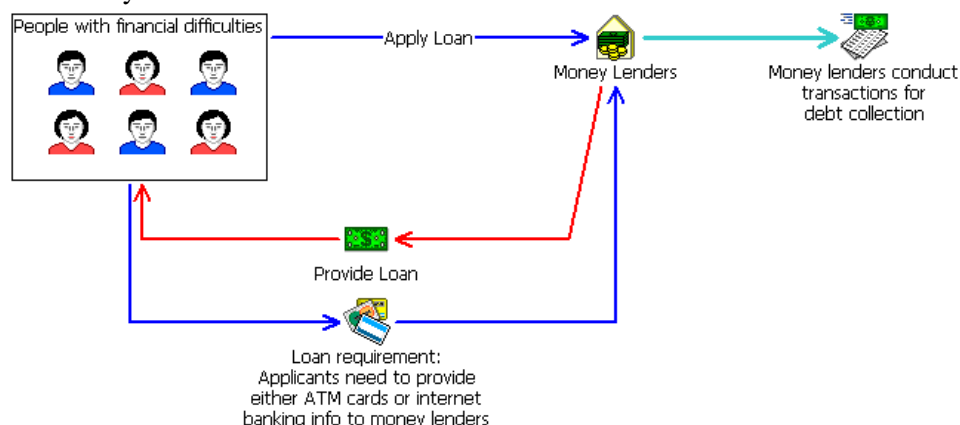 People with financial difficulties
Apply Loan
Money Lenders
Money lenders conduct
transactions for
debt collection
Provide Loan
Loan requirement:
Applicants need to provide
either ATM cards or internet
banking info to money lenders